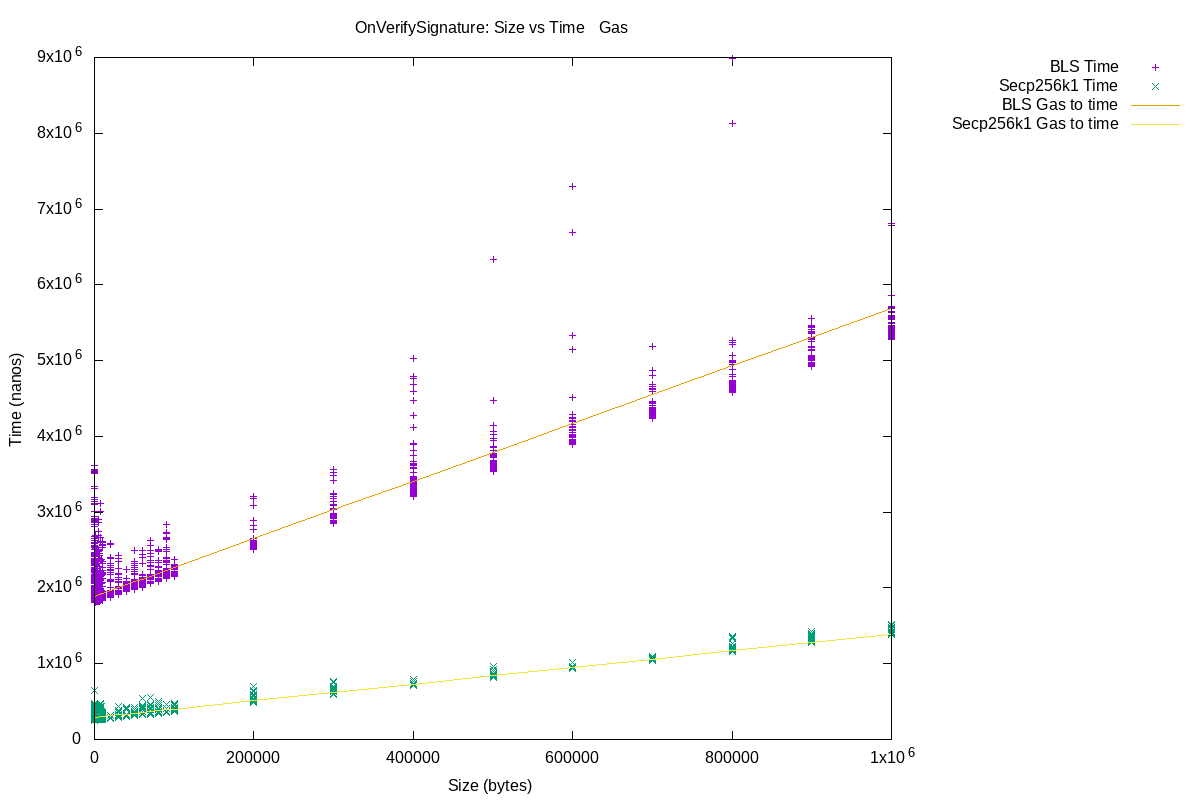 OnVerifySignature: Size vs Time Gas
9x10^6
8x10^6
7x10^6
6x10^6
5x10^6
4x10^6
3x10^6
2x10^6
1x10^6
0
Time (nanos)
0 200000 400000 600000 800000 1x10^6
Size (bytes)
BLS Time
Secp256k1 Time
BLS Gas to time
Secp256k1 Gas to time